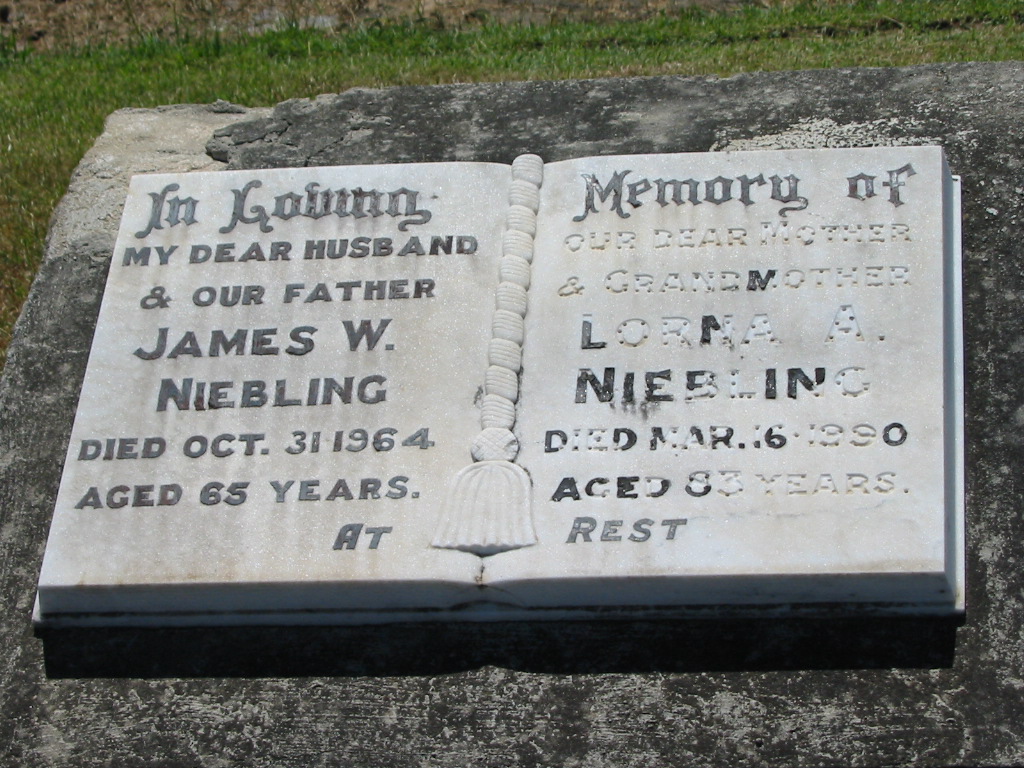 In Loving
MY DEAR HUSBAND
& OUR FATHER
JAMES W.
NIEBLING
DIED OCT. 31 1964
AGED 65 YEARS.
AT
Memory of
OUR DEAR MOTHER
& GRANDMOTHER
LORNA A.
NIEBLING
DIED MAR. 16 1990
AGED 83 YEARS.
REST